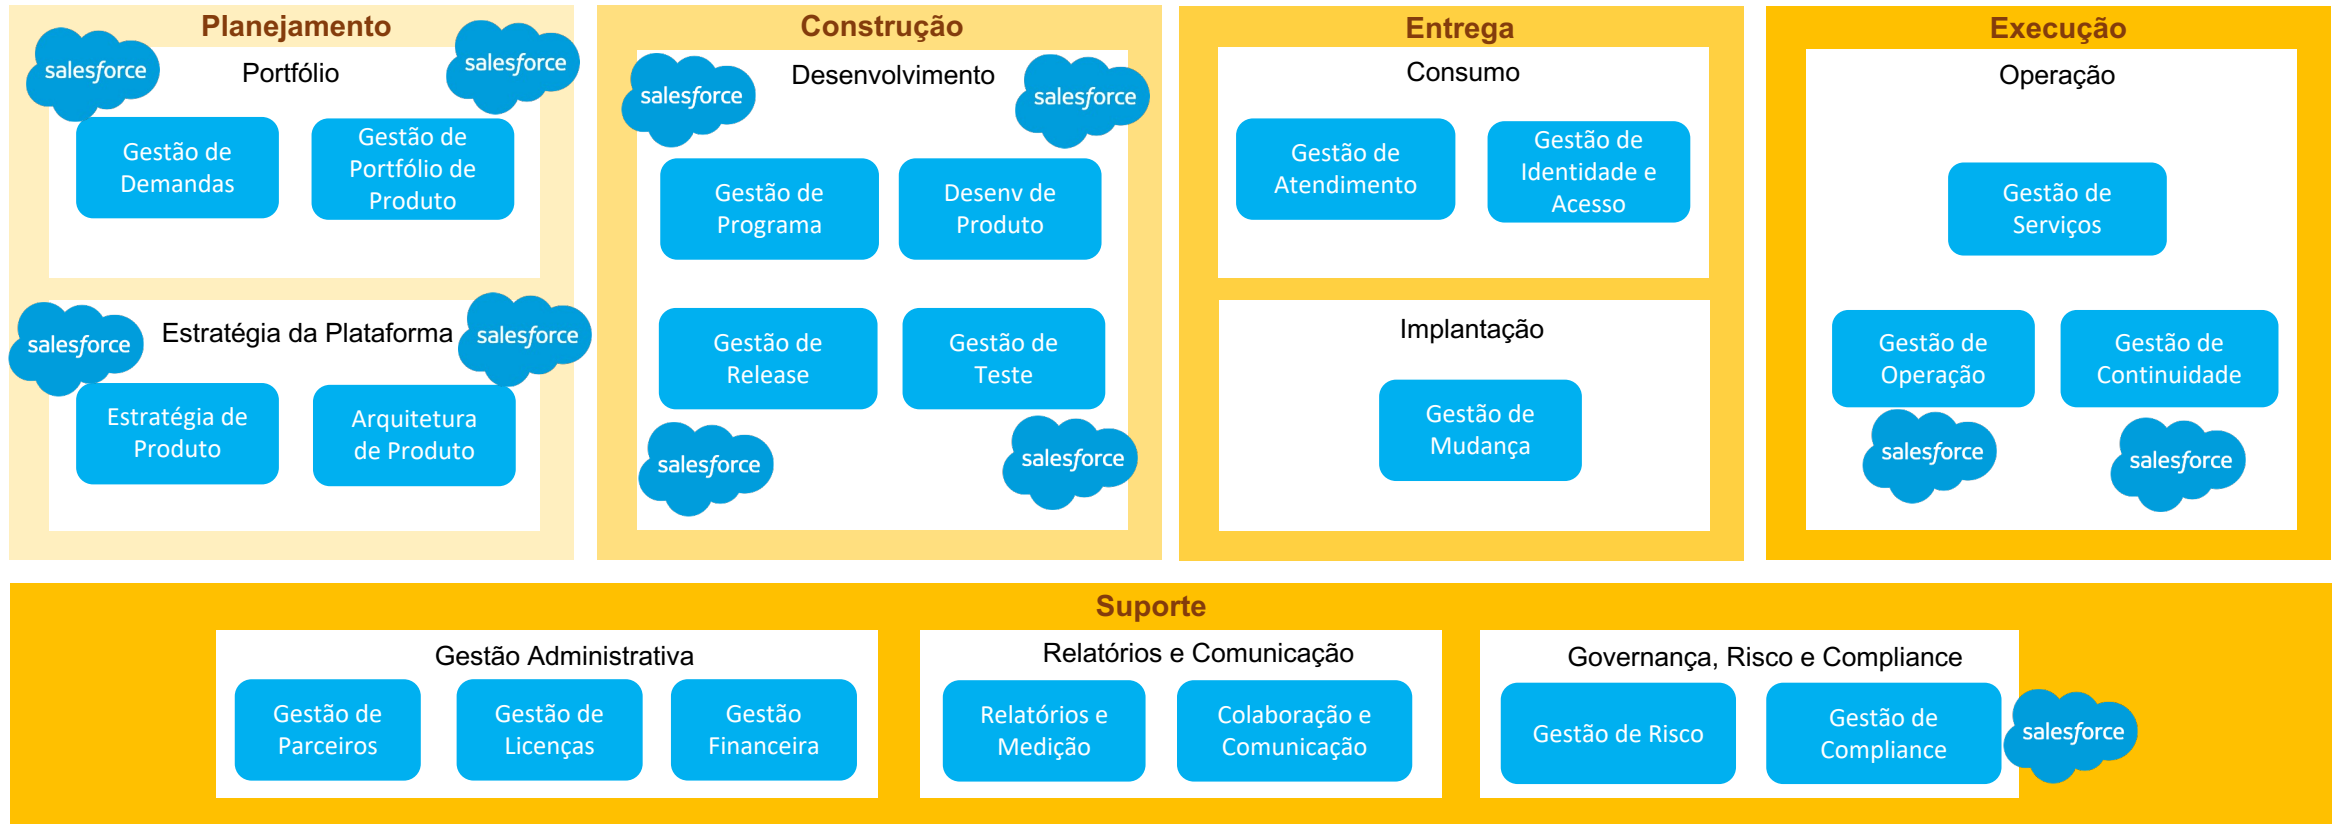 Planejamento
salesforce
salesforce
Portfólio
Gestão de
Demandas
Gestão de
Portfólio de
Produto
salesforce
Estratégia da Plataforma
salesforce
Estratégia de
Produto
Arquitetura
de Produto
Construção
Desenvolvimento
salesforce
salesforce
Gestão de
Programa
Desenv de
Produto
Gestão de
Release
Gestão de
Teste
salesforce
salesforce
Entrega
Consumo
Gestão de
Atendimento
Gestão de
Identidade e
Acesso
Implantação
Gestão de
Mudança
Execução
Operação
Gestão de
Serviços
Gestão de
Operação
Gestão de
Continuidade
salesforce
salesforce
Suporte
Gestão Administrativa
Gestão de
Parceiros
Gestão de
Licenças
Gestão
Financeira
Relatórios e Comunicação
Relatórios e
Medição
Colaboração e
Comunicação
Governança, Risco e Compliance
Gestão de Risco
Gestão de
Compliance
salesforce